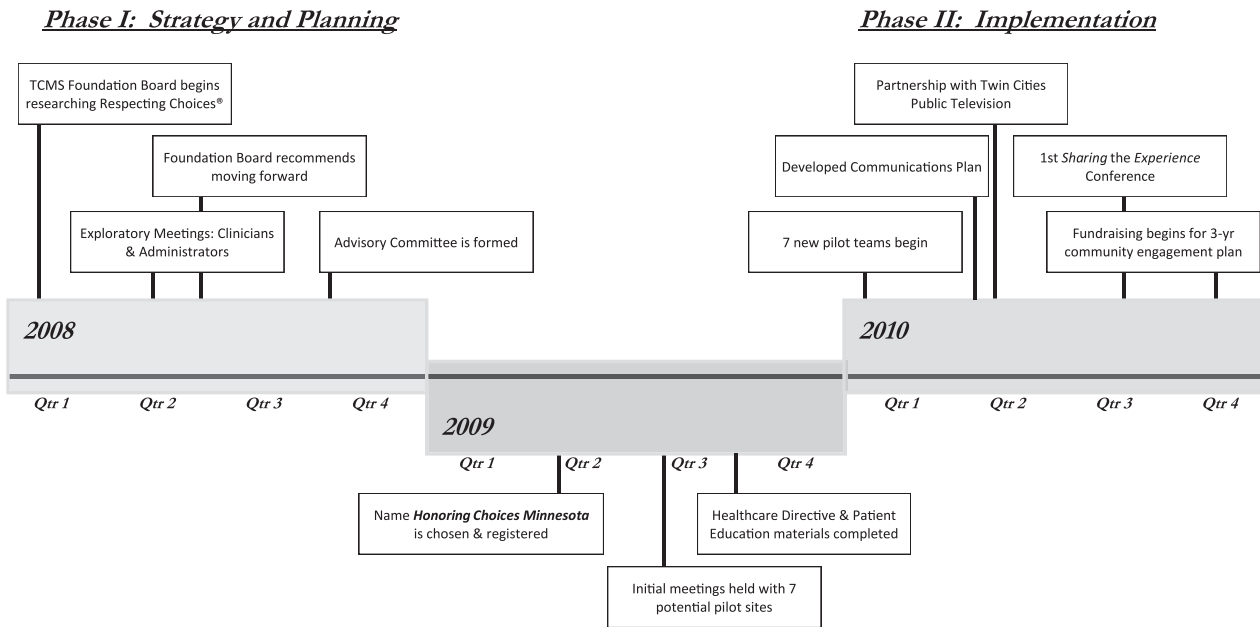 Phase I: Strategy and Planning
Phase II: Implementation
TCMS Foundation Board begins
researching Respecting Choices®
Foundation Board recommends
moving forward
Exploratory Meetings: Clinicians
& Administrators
Advisory Committee is formed
Partnership with Twin Cities
Public Television
Developed Communications Plan
1st Sharing the Experience
Conference
7 new pilot teams begin
Fundraising begins for 3-yr
community engagement plan
2008
Qtr 1
Qtr 2
Qtr 3
Qtr 4
2009
Qtr 1
Qtr 2
Qtr 3
Qtr 4
2010
Qtr 1
Qtr 2
Qtr 3
Qtr 4
Name Honoring Choices Minnesota
is chosen & registered
Healthcare Directive & Patient
Education materials completed
Initial meetings held with 7
potential pilot sites